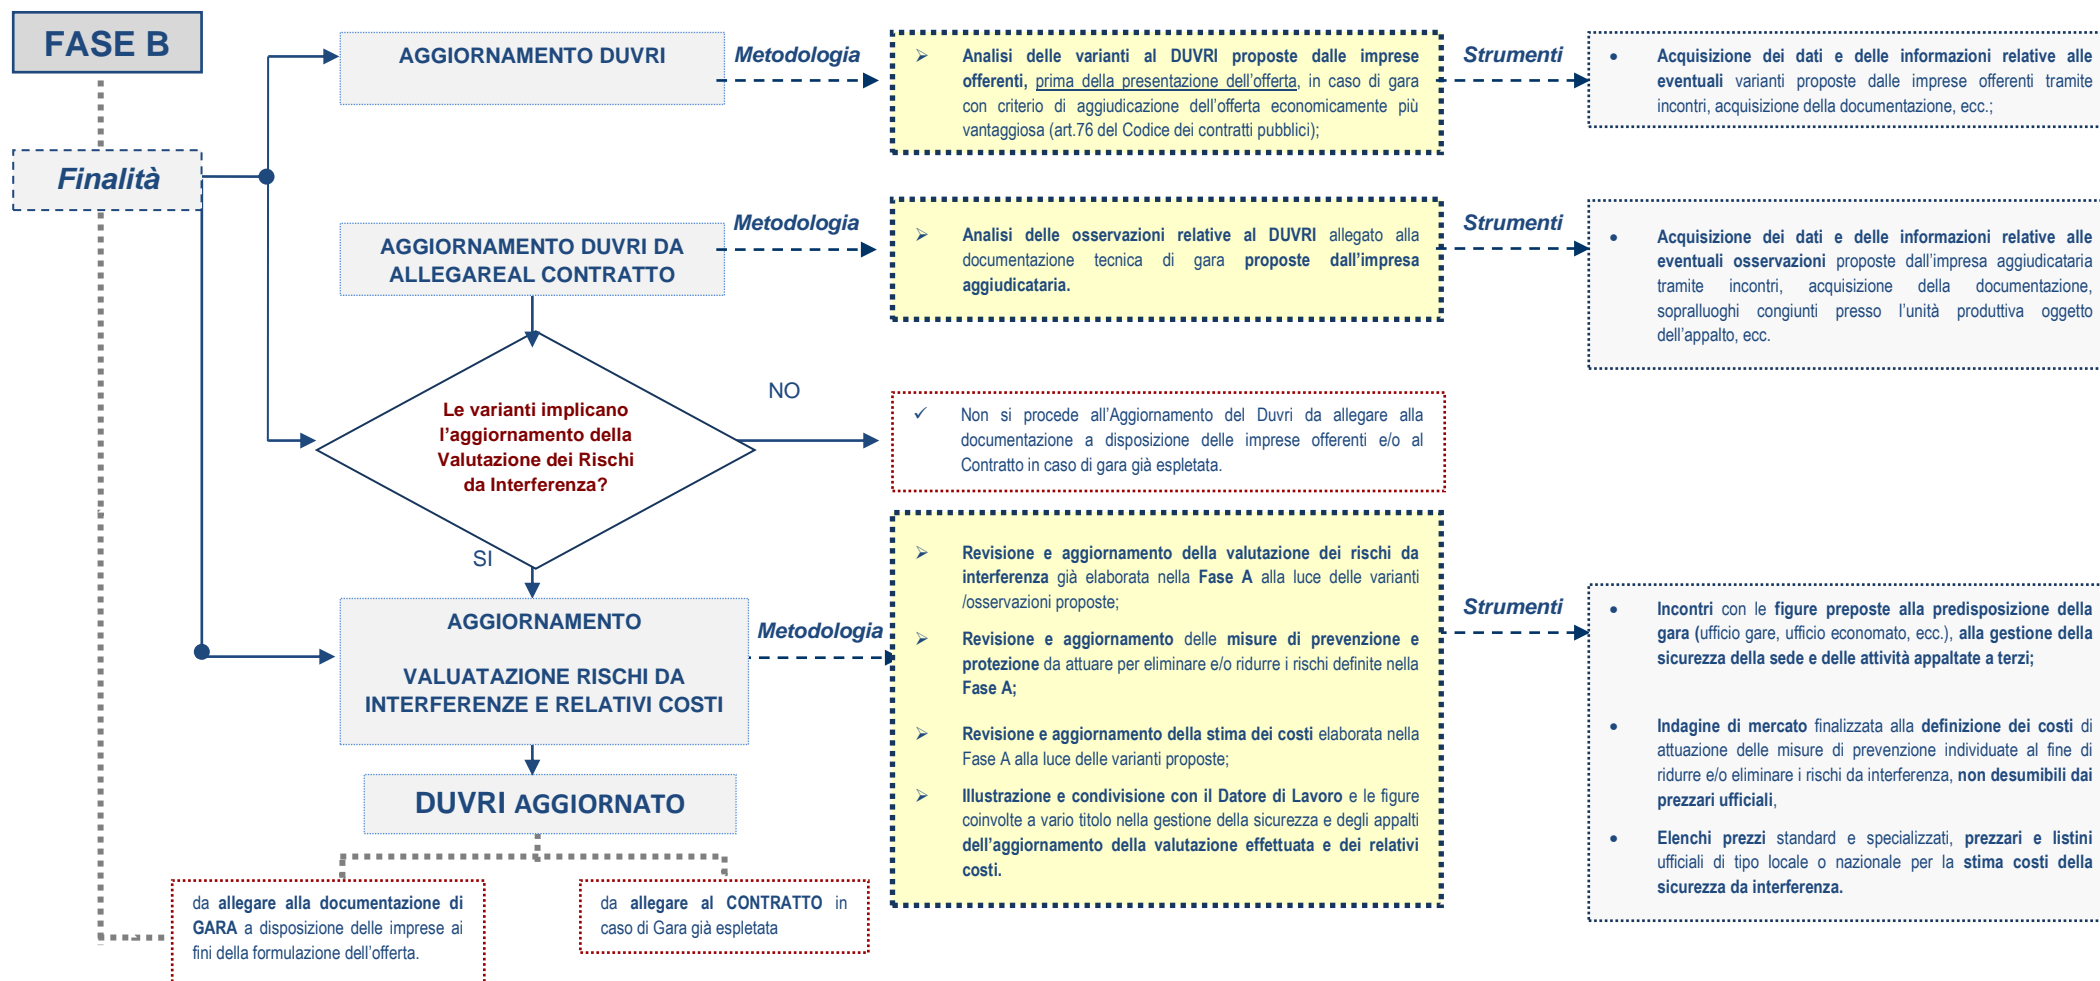 FASE B
Finalità
AGGIORNAMENTO DUVRI
Metodologia
➢ Analisi delle varianti al DUVRI proposte dalle imprese
offerenti, prima della presentazione dell'offerta, in caso di gara
con criterio di aggiudicazione dell'offerta economicamente più
vantaggiosa (art.76 del Codice dei contratti pubblici);
Strumenti
• Acquisizione dei dati e delle informazioni relative alle
eventuali varianti proposte dalle imprese offerenti tramite
incontri, acquisizione della documentazione, ecc.;
AGGIORNAMENTO DUVRI DA
ALLEGAREAL CONTRATTO
Metodologia
➢ Analisi delle osservazioni relative al DUVRI allegato alla
documentazione tecnica di gara proposte dall'impresa
aggiudicataria.
Strumenti
• Acquisizione dei dati e delle informazioni relative alle
eventuali osservazioni proposte dall'impresa aggiudicataria
tramite incontri, acquisizione della documentazione,
sopralluoghi congiunti presso l'unità produttiva oggetto
dell'appalto, ecc.
Le varianti implicano
l'aggiornamento della
Valutazione dei Rischi
da Interferenza?
NO
✓ Non si procede all'Aggiornamento del Duvri da allegare alla
documentazione a disposizione delle imprese offerenti e/o al
Contratto in caso di gara già espletata.
SI
AGGIORNAMENTO
VALUATAZIONE RISCHI DA
INTERFERENZE E RELATIVI COSTI
Metodologia
➢ Revisione e aggiornamento della valutazione dei rischi da
interferenza già elaborata nella Fase A alla luce delle varianti
/osservazioni proposte;
➢ Revisione e aggiornamento delle misure di prevenzione e
protezione da attuare per eliminare e/o ridurre i rischi definite nella
Fase A;
➢ Revisione e aggiornamento della stima dei costi elaborata nella
Fase A alla luce delle varianti proposte;
➢ Illustrazione e condivisione con il Datore di Lavoro e le figure
coinvolte a vario titolo nella gestione della sicurezza e degli appalti
dell'aggiornamento della valutazione effettuata e dei relativi
costi.
Strumenti
• Incontri con le figure preposte alla predisposizione della
gara (ufficio gare, ufficio economato, ecc.), alla gestione della
sicurezza della sede e delle attività appaltate a terzi;
• Indagine di mercato finalizzata alla definizione dei costi di
attuazione delle misure di prevenzione individuate al fine di
ridurre e/o eliminare i rischi da interferenza, non desumibili dai
prezzari ufficiali,
• Elenchi prezzi standard e specializzati, prezzari e listini
ufficiali di tipo locale o nazionale per la stima costi della
sicurezza da interferenza.
DUVRI AGGIORNATO
da allegare alla documentazione di
GARA a disposizione delle imprese ai
fini della formulazione dell'offerta.
da allegare al CONTRATTO in
caso di Gara già espletata